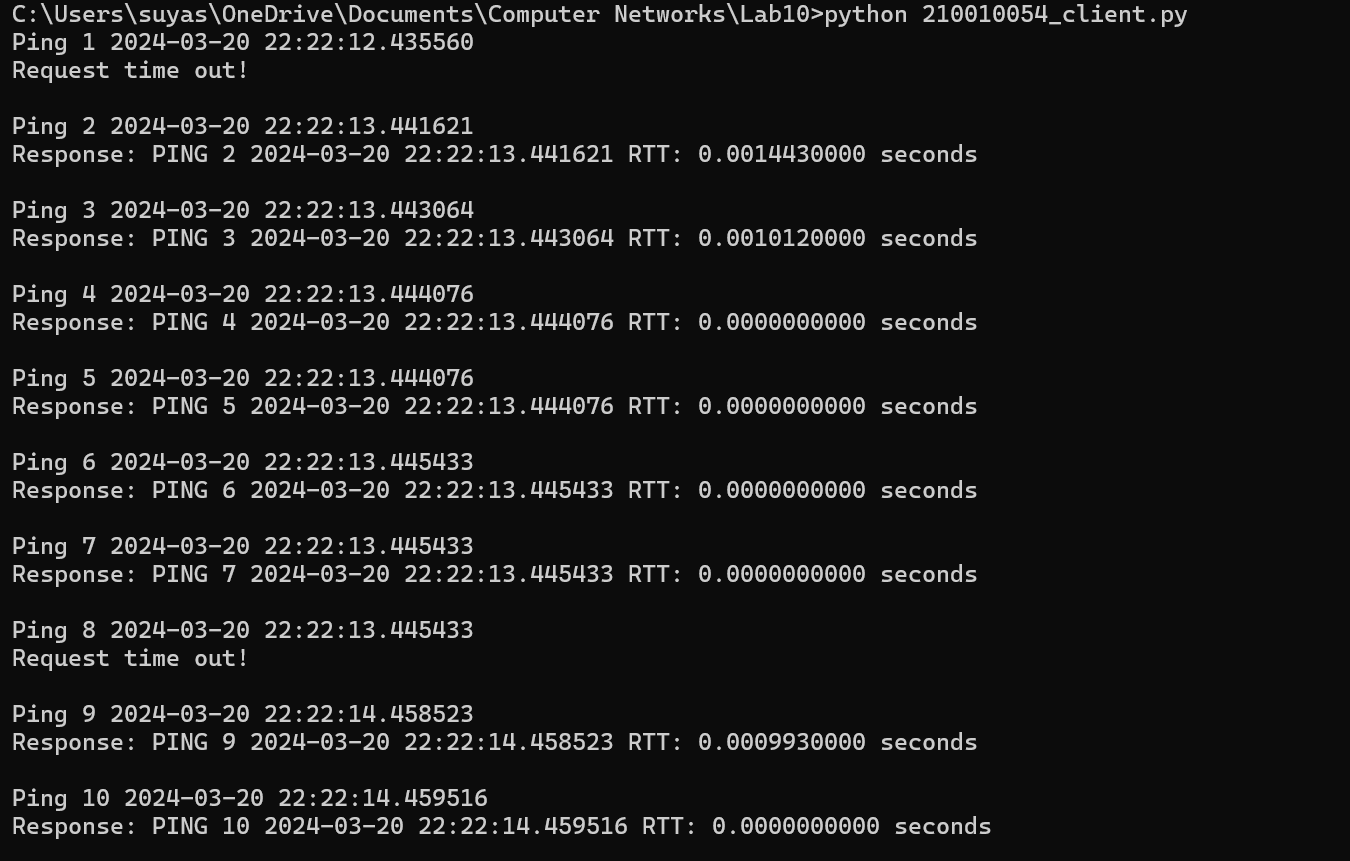 C:\Users\suyas\OneDrive\Documents\Computer Networks\Lab10>python 210010054_client.py
Ping 1 2024-03-20 22:22:12.435560
Request time out!
Ping 2 2024-03-20 22:22:13.441621
Response: PING 2 2024-03-20 22:22:13.441621 RTT: 0.0014430000 seconds
Ping 3 2024-03-20 22:22:13.443064
Response: PING 3 2024-03-20 22:22:13.443064 RTT: 0.0010120000 seconds
Ping 4 2024-03-20 22:22:13.444076
Response: PING 4 2024-03-20 22:22:13.444076 RTT: 0.0000000000 seconds
Ping 5 2024-03-20 22:22:13.444076
Response: PING 5 2024-03-20 22:22:13.444076 RTT: 0.0000000000 seconds
Ping 6 2024-03-20 22:22:13.445433
Response: PING 6 2024-03-20 22:22:13.445433 RTT: 0.0000000000 seconds
Ping 7 2024-03-20 22:22:13.445433
Response: PING 7 2024-03-20 22:22:13.445433 RTT: 0.0000000000 seconds
Ping 8 2024-03-20 22:22:13.445433
Request time out!
Ping 9 2024-03-20 22:22:14.458523
Response: PING 9 2024-03-20 22:22:14.458523 RTT: 0.0009930000 seconds
Ping 10 2024-03-20 22:22:14.459516
Response: PING 10 2024-03-20 22:22:14.459516 RTT: 0.0000000000 seconds